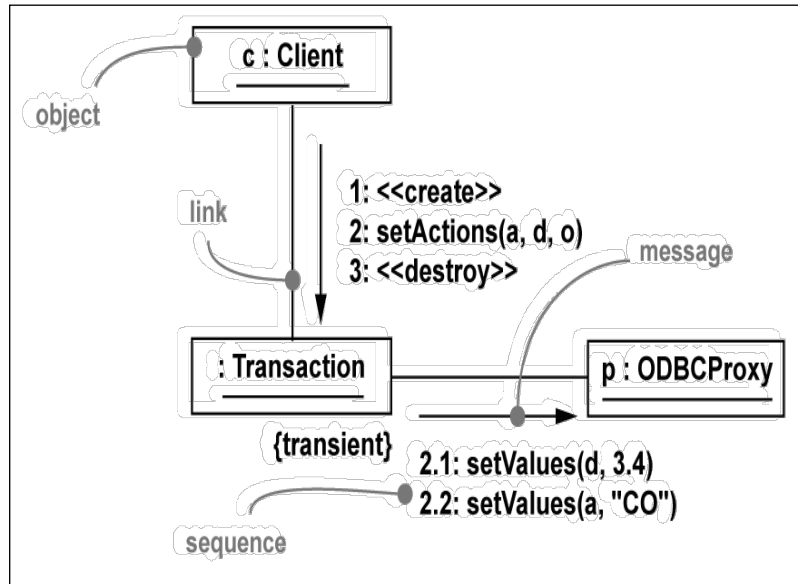 c : Client
object
1: <<create>>
link
2: setActions(a, d, o)
3: <<destroy>>
message
: Transaction
p : ODBCProxy
{transient}
2.1: setValues(d, 3.4)
2.2: setValues(a, "CO")
sequence